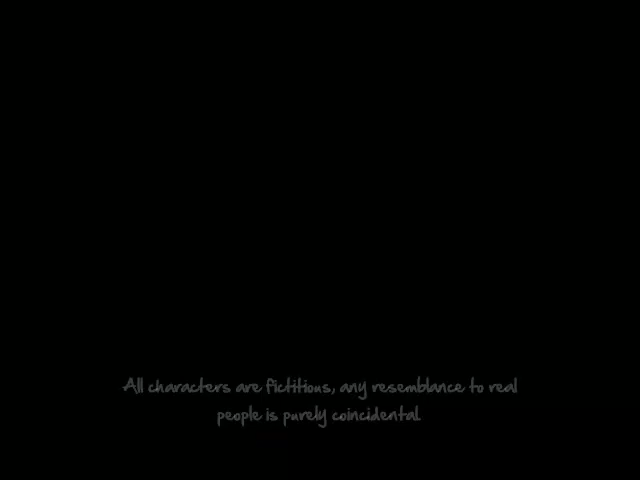 All characters are fictitious, any resemblance to real
people is purely coincidental.